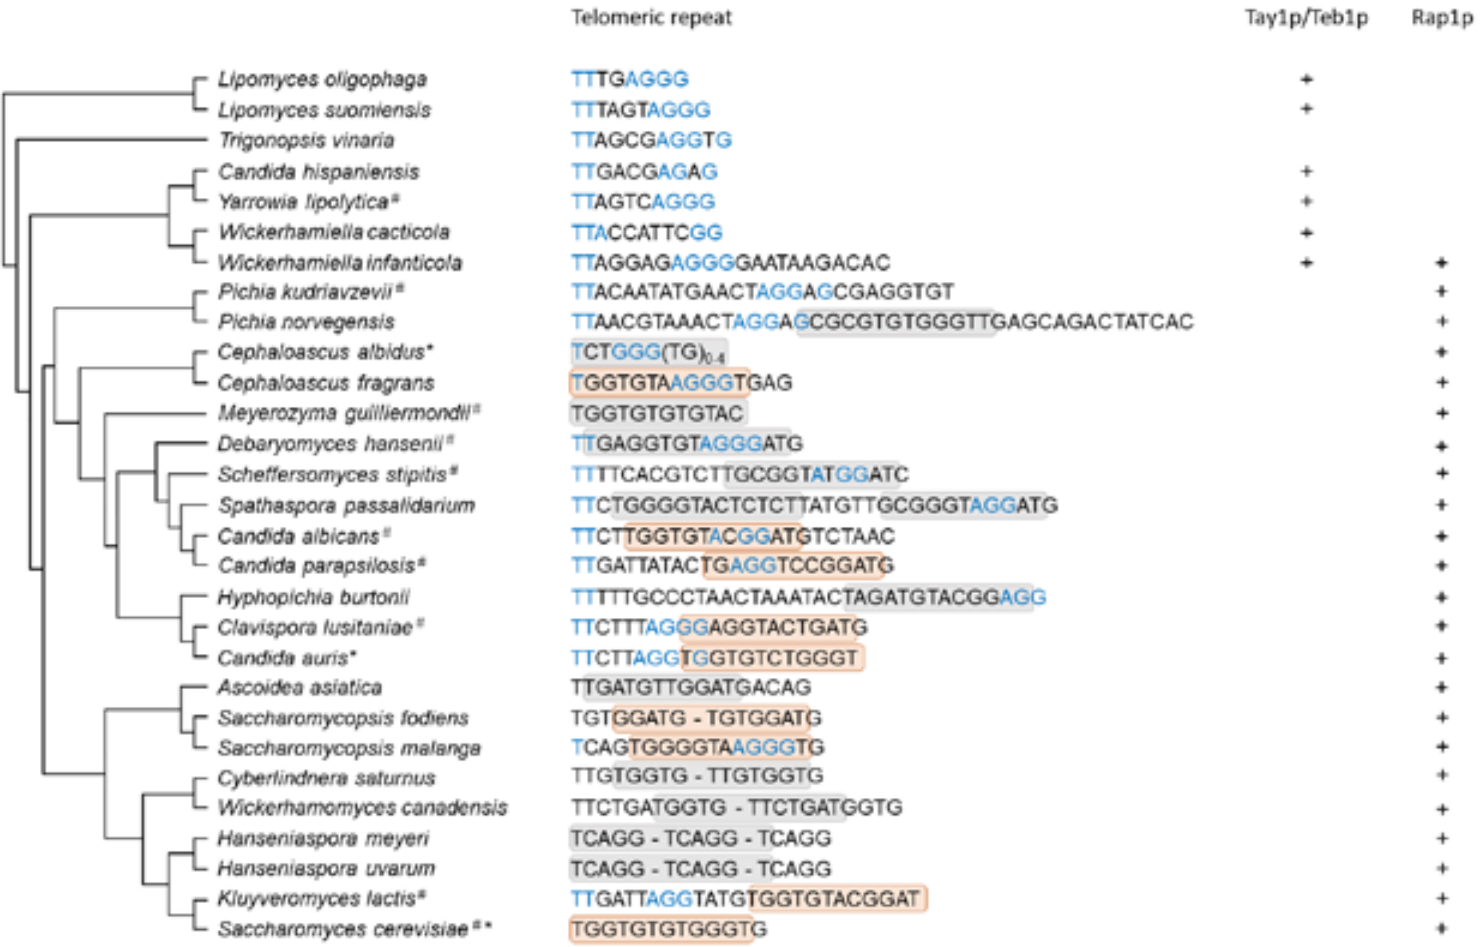 Telomeric repeat Tay1p/Teb1p Rap1p
Lipomyces oligophaga TTTGAGGG +
Lipomyces suomiensis TTTAGTAGGG +
Trigonopsis vinaria TTAGCGAGGTG
Candida hispaniensis TTGACGAGAG +
Yarrowia lipolytica# TTAGTCAGGG +
Wickerhamiella cacticola TTACCATTCGG +
Wickerhamiella infanticola TTAGGAGAGGGGAATAAGACAC + +
Pichia kudriavzevii# TTACAATATGAACTAGGAGCGAGGTGT +
Pichia norvegensis TTAACGTAAACTAGGAGCGCGTGTGGGTTGAGCAGACTATCAC +
Cephaloascus albidus* TCTGGG(TG)0-4 +
Cephaloascus fragrans TGGTGTAAGGGTGAG +
Meyerozyma guilliermondii# TGGTGTGTGTAC +
Debaryomyces hansenii# TTGAGGTGTAGGGATG +
Scheffersomyces stipitis# TTTTCACGTCTTGCGGTATGGATC +
Spathaspora passalidarium TTCTGGGGTACTCTCTTATGTTGCGGGTAGGATG +
Candida albicans# TTCTTGGTGTACGGATGTCTAAC +
Candida parapsilosis# TTGATTATACTGAGGTCCGGATG +
Hyphopichia burtonii TTTTTGCCCTAACTAAATACTAGATGTACGGAGG +
Clavispora lusitaniae# TTCTTTAGGGAGGTACTGATG +
Candida auris* TTCTTAGGTGGTGTCTGGGT +
Ascoidea asiatica TTGATGTTGGATGACAG +
Saccharomycopsis fodiens TGTGGATG - TGTGGATG +
Saccharomycopsis malanga TCAGTGGGGTAAGGGTG +
Cyberlindnera saturnus TTGTGGTG - TTGTGGTG +
Wickerhamomyces canadensis TTCTGATGGTG - TTCTGATGGTG +
Hanseniaspora meyeri TCAGG - TCAGG - TCAGG +
Hanseniaspora uvarum TCAGG - TCAGG - TCAGG +
Kluyveromyces lactis# TTGATTAGGTATGTGGTGTACGGAT +
Saccharomyces cerevisiae#* TGGTGTGTGGGTG +